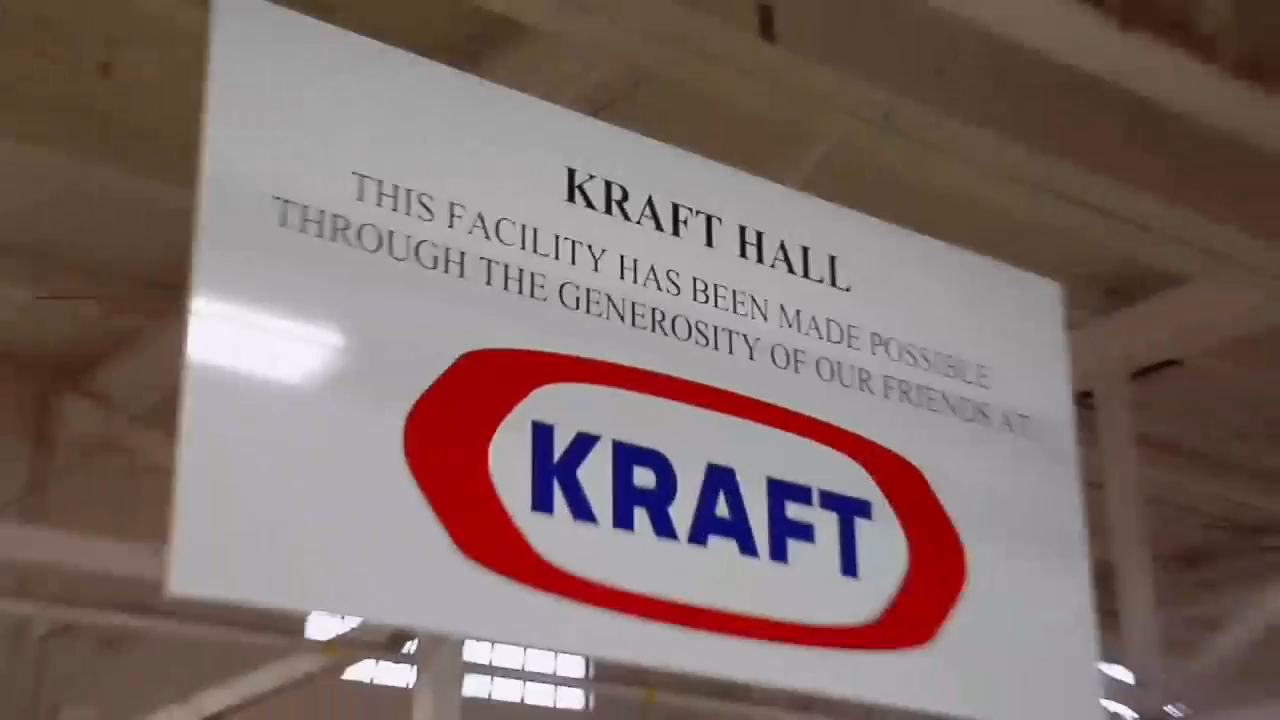 KRAFT HALL
THIS FACILITY HAS BEEN MADE POSSIBLE
THROUGH THE GENEROSITY OF OUR FRIENDS AT
KRAFT